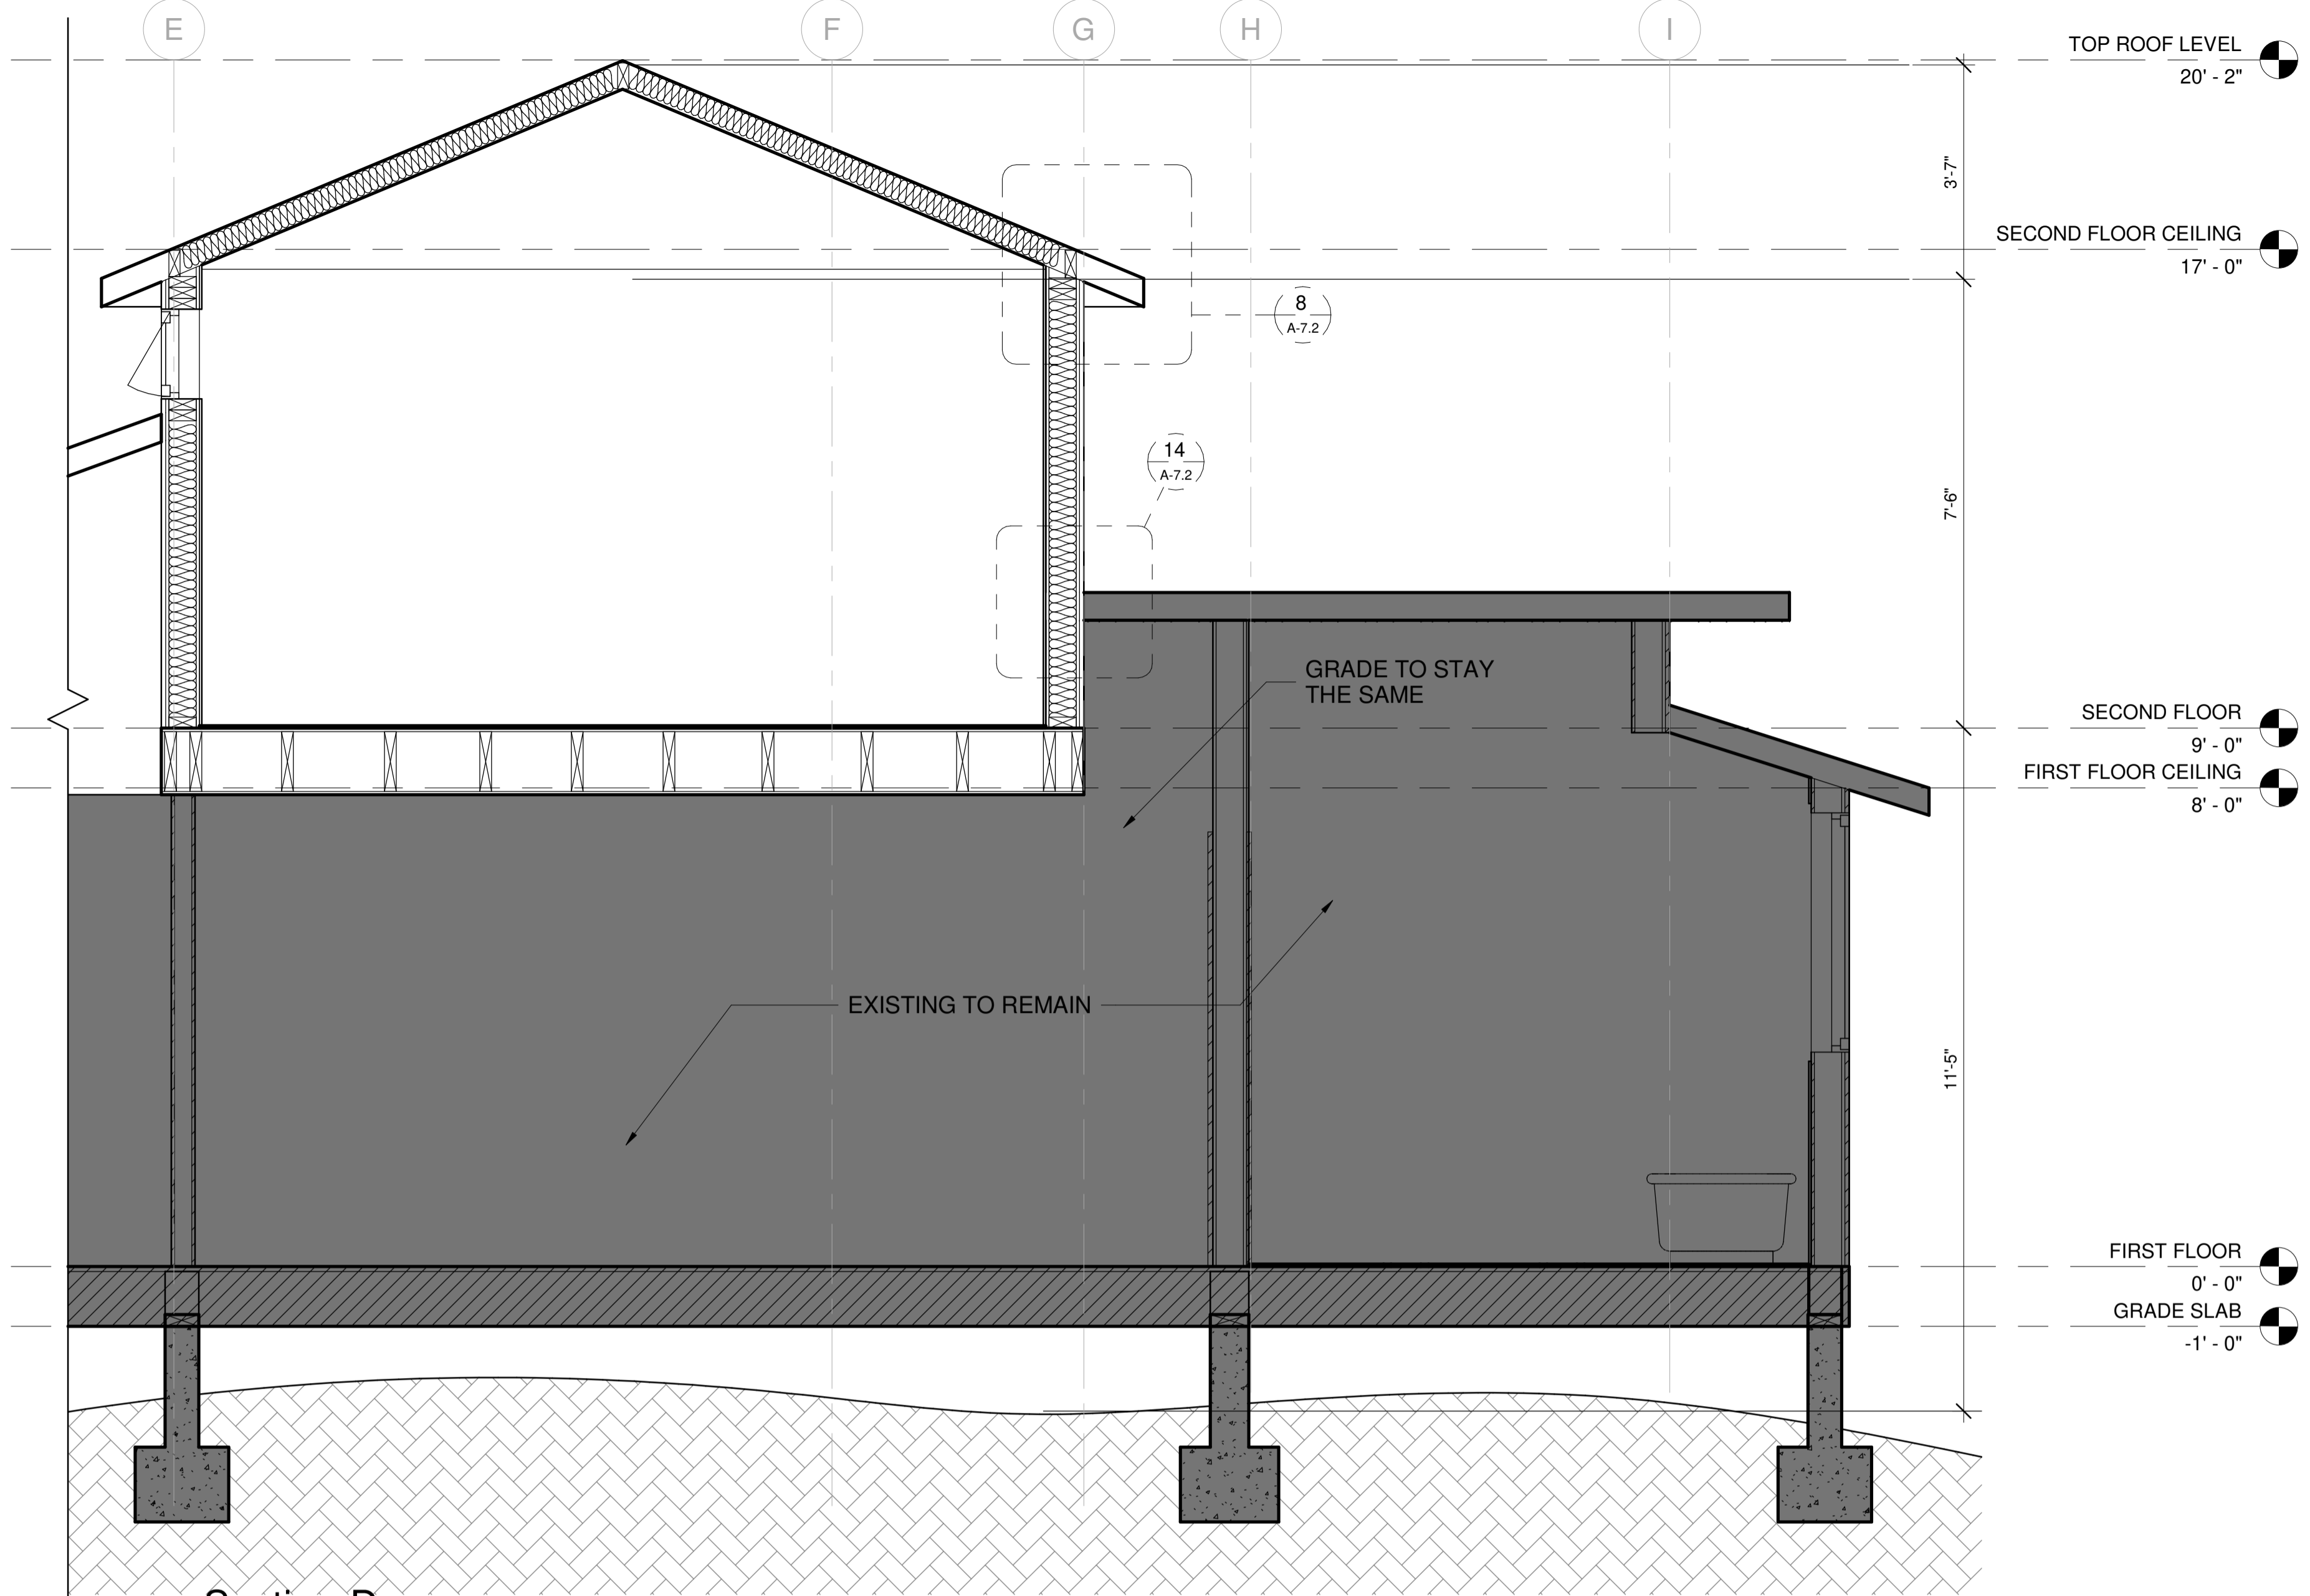 E
F
G
H
I
TOP ROOF LEVEL
20' - 2"
3'-7"
SECOND FLOOR CEILING
17' - 0"
8
A-7.2
14
A-7.2
7'-6"
GRADE TO STAY
THE SAME
SECOND FLOOR
9' - 0"
FIRST FLOOR CEILING
8' - 0"
EXISTING TO REMAIN
11'-5"
FIRST FLOOR
0' - 0"
GRADE SLAB
-1' - 0"